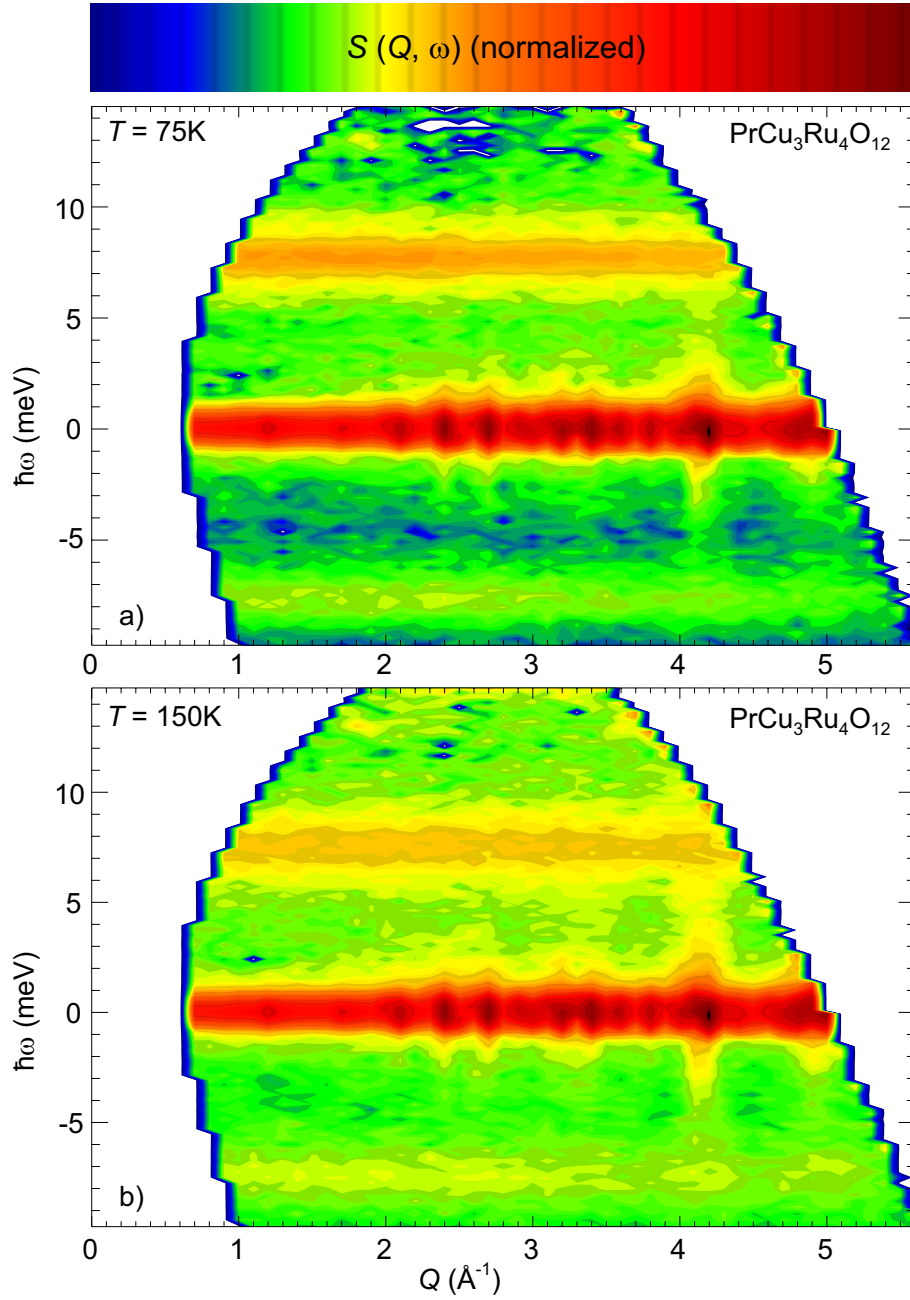 S (Q, ω) (normalized)
T = 75K
PrCu₃Ru₄O₁₂
10
5
0
-5
ħω (meV)
a)
0 1 2 3 4 5
T = 150K
PrCu₃Ru₄O₁₂
10
5
0
-5
ħω (meV)
b)
0 1 2 3 4 5
Q (Å⁻¹)